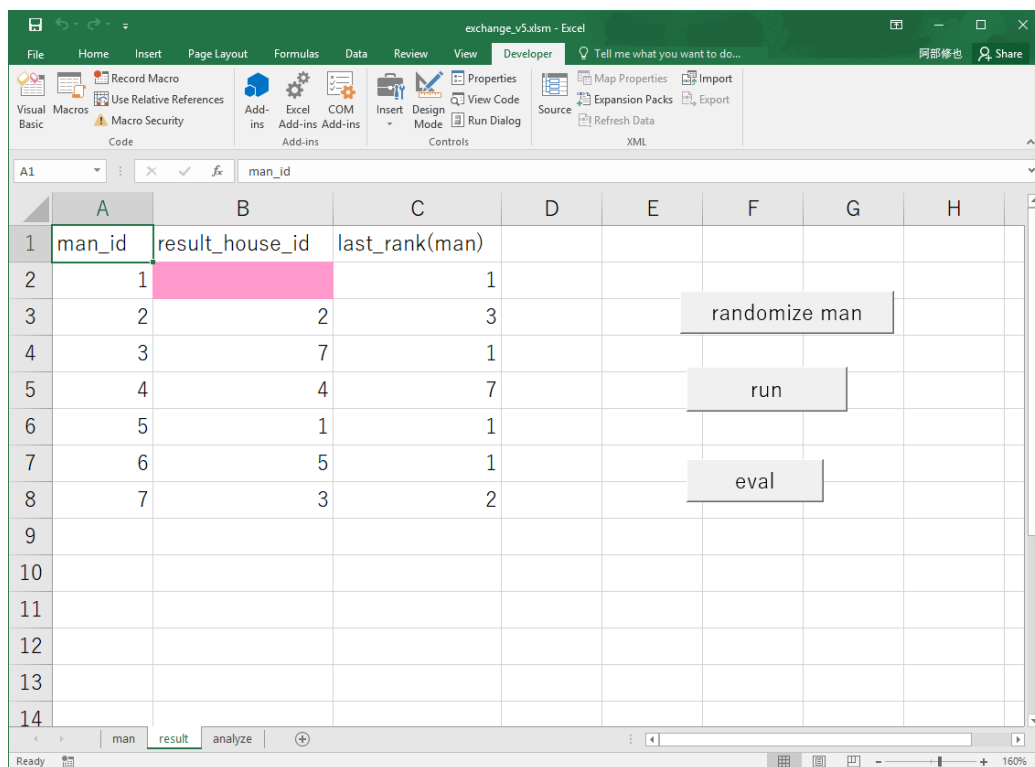 exchange_v5.xlsm - Excel
File Home Insert Page Layout Formulas Data Review View Developer Tell me what you want to do... 阿部修也 Share
Visual Basic
Macros
Record Macro
Use Relative References
Macro Security
Code
Add-ins
Excel Add-ins
COM Add-ins
Add-ins
Insert
Design Mode
Properties
View Code
Run Dialog
Controls
Source
Map Properties
Expansion Packs
Refresh Data
Import
Export
XML
A1 fx man_id
A B C D E F G H
1 man_id result_house_id last_rank(man)
2 1 1
3 2 2 3
randomize man
4 3 7 1
5 4 4 7
run
6 5 1 1
7 6 5 1
eval
8 7 3 2
9
10
11
12
13
14
man result analyze
Ready 160%